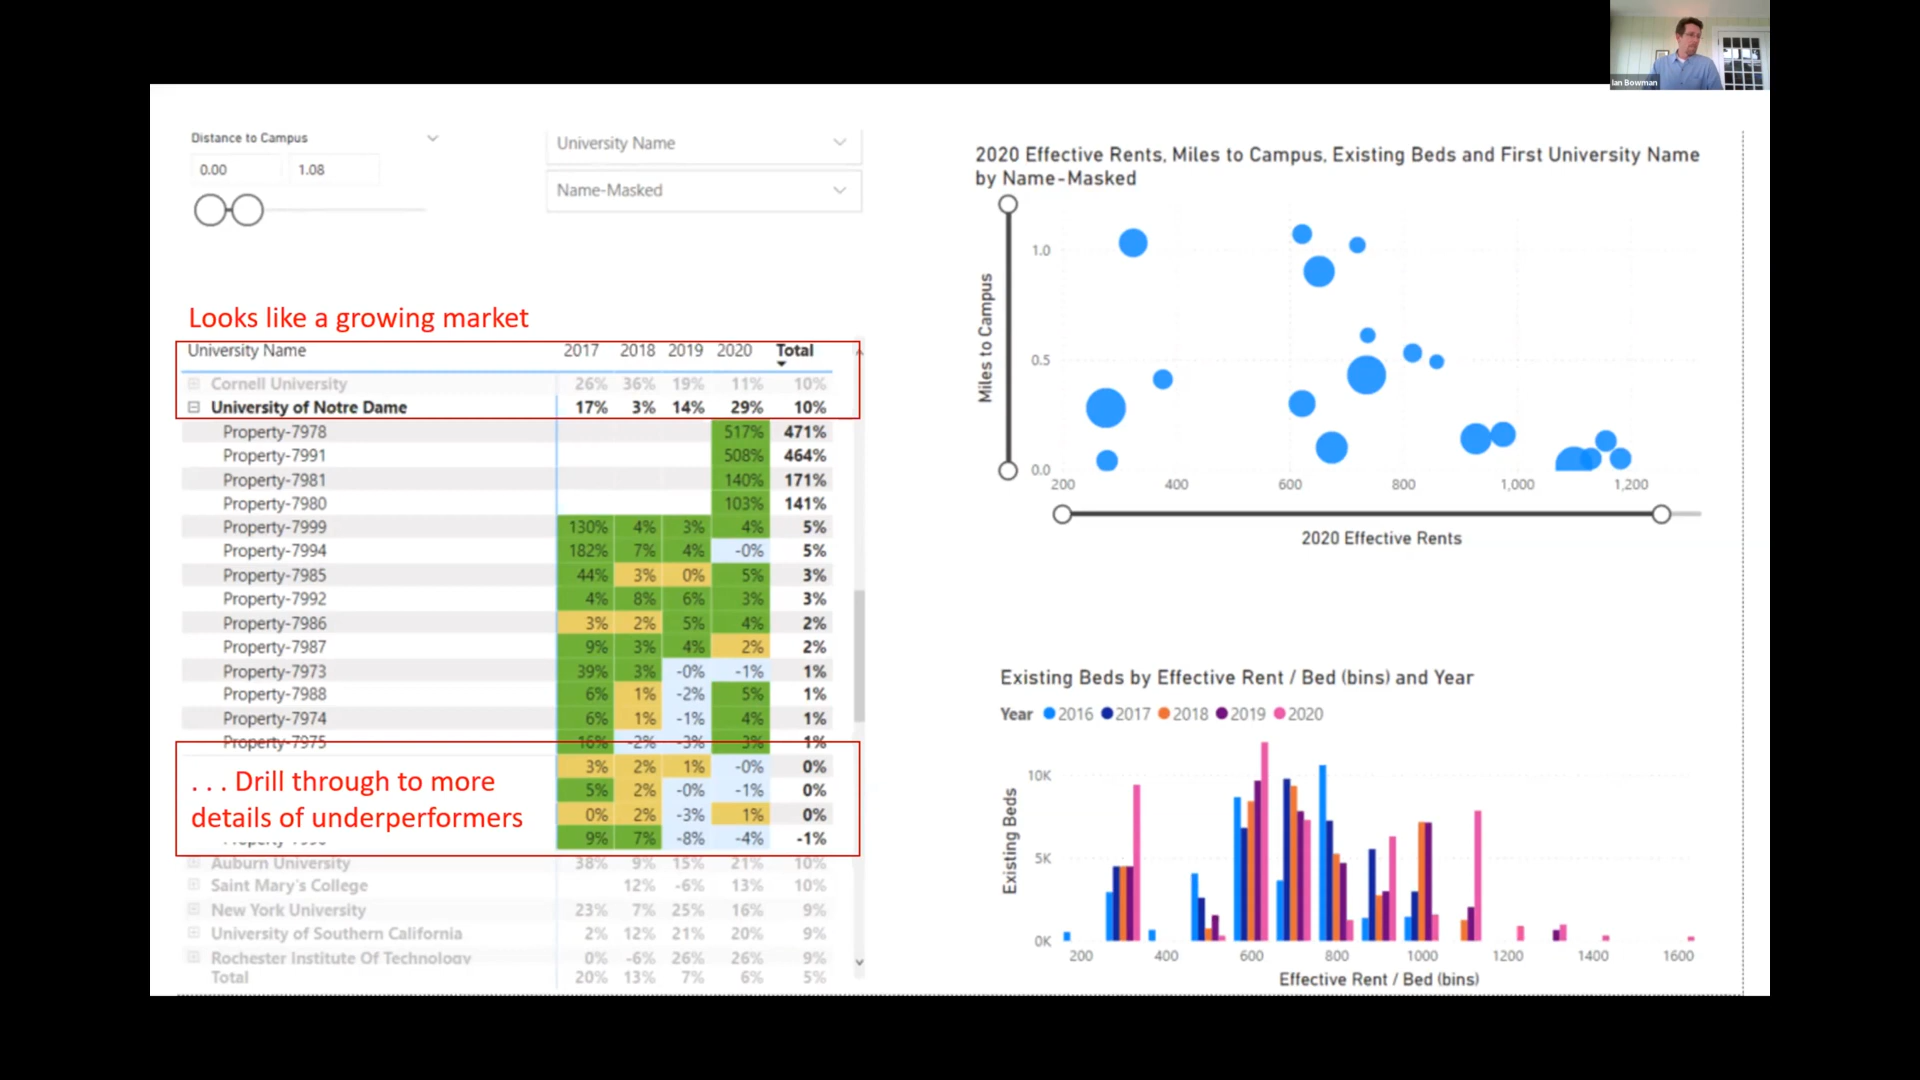 Ian Bowman
Distance to Campus
0.00 1.08
University Name
Name-Masked
Looks like a growing market
University Name 2017 2018 2019 2020 Total
Cornell University 26% 36% 19% 11% 10%
University of Notre Dame 17% 3% 14% 29% 10%
Property-7978 517% 471%
Property-7991 508% 464%
Property-7981 140% 171%
Property-7980 103% 141%
Property-7999 130% 4% 3% 4% 5%
Property-7994 182% 7% 4% -0% 5%
Property-7985 44% 3% 0% 5% 3%
Property-7992 4% 8% 6% 3% 3%
Property-7986 3% 2% 5% 4% 2%
Property-7987 9% 3% 4% 2% 2%
Property-7973 39% 3% -0% -1% 1%
Property-7988 6% 1% -2% 5% 1%
Property-7974 6% 1% -1% 4% 1%
Property-7975 16% -2% -3% 3% 1%
3% 2% 1% -0% 0%
. . . Drill through to more
5% 2% -0% -1% 0%
details of underperformers
0% 2% -3% 1% 0%
9% 7% -8% -4% -1%
Auburn University 38% 9% 15% 21% 10%
Saint Mary's College 12% -6% 13% 10%
New York University 23% 7% 25% 16% 9%
University of Southern California 2% 12% 21% 20% 9%
Rochester Institute Of Technology 0% -6% 26% 26% 9%
Total 20% 13% 7% 6% 5%
2020 Effective Rents, Miles to Campus, Existing Beds and First University Name
by Name-Masked
Miles to Campus
1.0
0.5
0.0
200 400 600 800 1,000 1,200
2020 Effective Rents
Existing Beds by Effective Rent / Bed (bins) and Year
Year 2016 2017 2018 2019 2020
Existing Beds
10K
5K
0K
200 400 600 800 1000 1200 1400 1600
Effective Rent / Bed (bins)